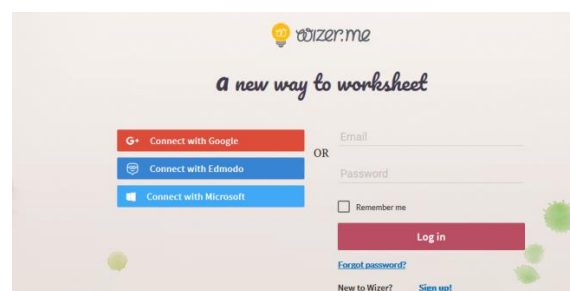 wizer.me
a new way to worksheet
G+ Connect with Google
Connect with Edmodo
Connect with Microsoft
OR
Email
Password
Remember me
Log in
Forgot password?
New to Wizer? Sign up!